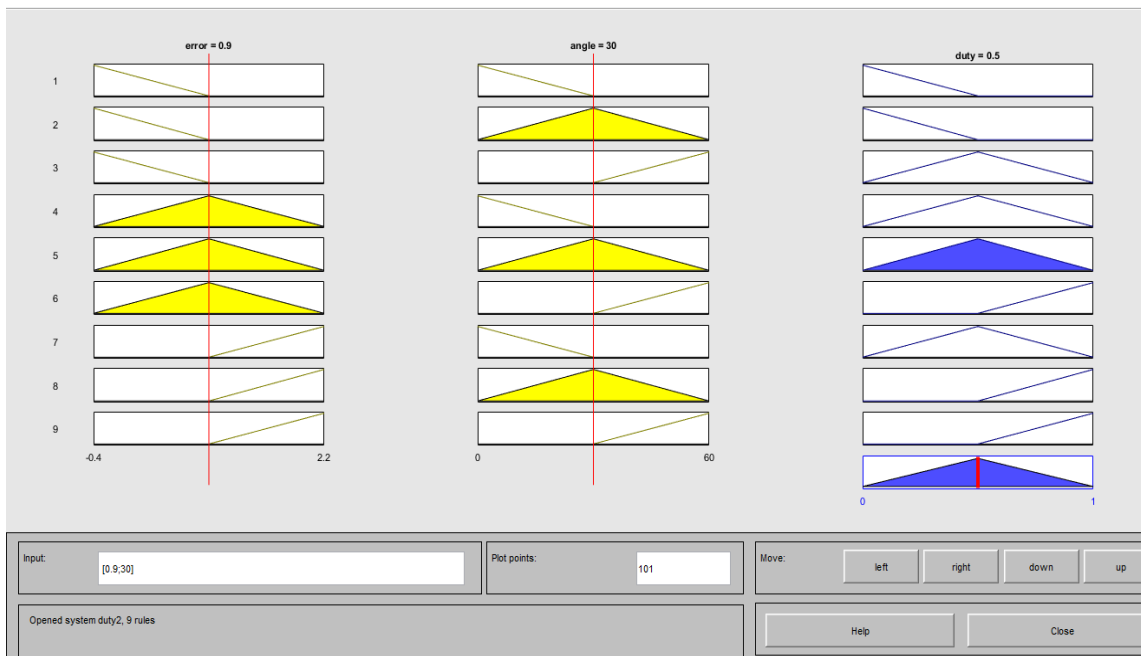 error = 0.9
angle = 30
duty = 0.5
1
2
3
4
5
6
7
8
9
-0.4
2.2
0
60
0
1
Input:
[0.9;30]
Plot points:
101
Move:
left
right
down
up
Opened system duty2, 9 rules
Help
Close